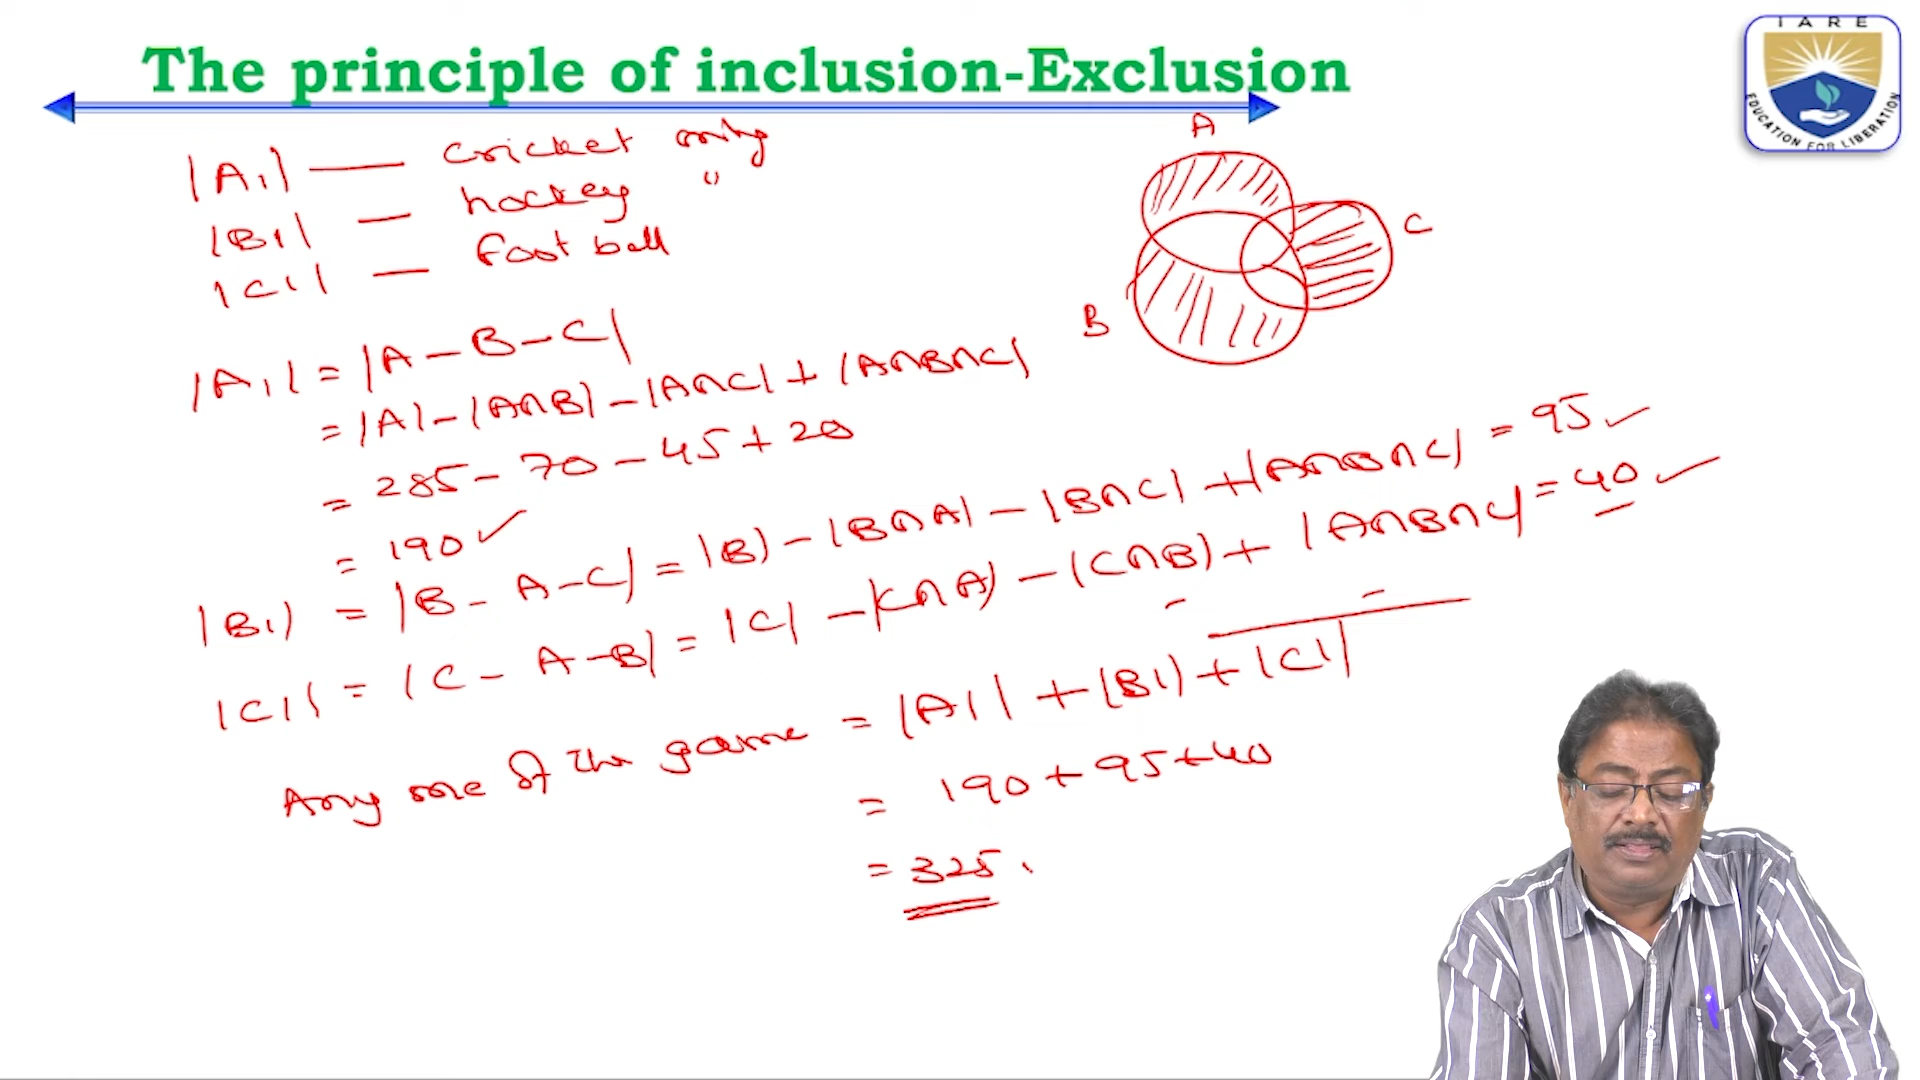 The principle of inclusion-Exclusion
IARE
EDUCATION FOR LIBERATION
|A1| — cricket only
|B1| — hockey "
|C1| — Foot ball
A
B
C
|A1| = |A - B - C|
= |A| - |A∩B| - |A∩C| + |A∩B∩C|
= 285 - 70 - 45 + 20
= 190 ✓
|B1| = |B - A - C| = |B| - |B∩A| - |B∩C| + |A∩B∩C| = 95 ✓
|C1| = |C - A - B| = |C| - |C∩A| - |C∩B| + |A∩B∩C| = 40 ✓
Any one of the game = |A1| + |B1| + |C1|
= 190 + 95 + 40
= 325.